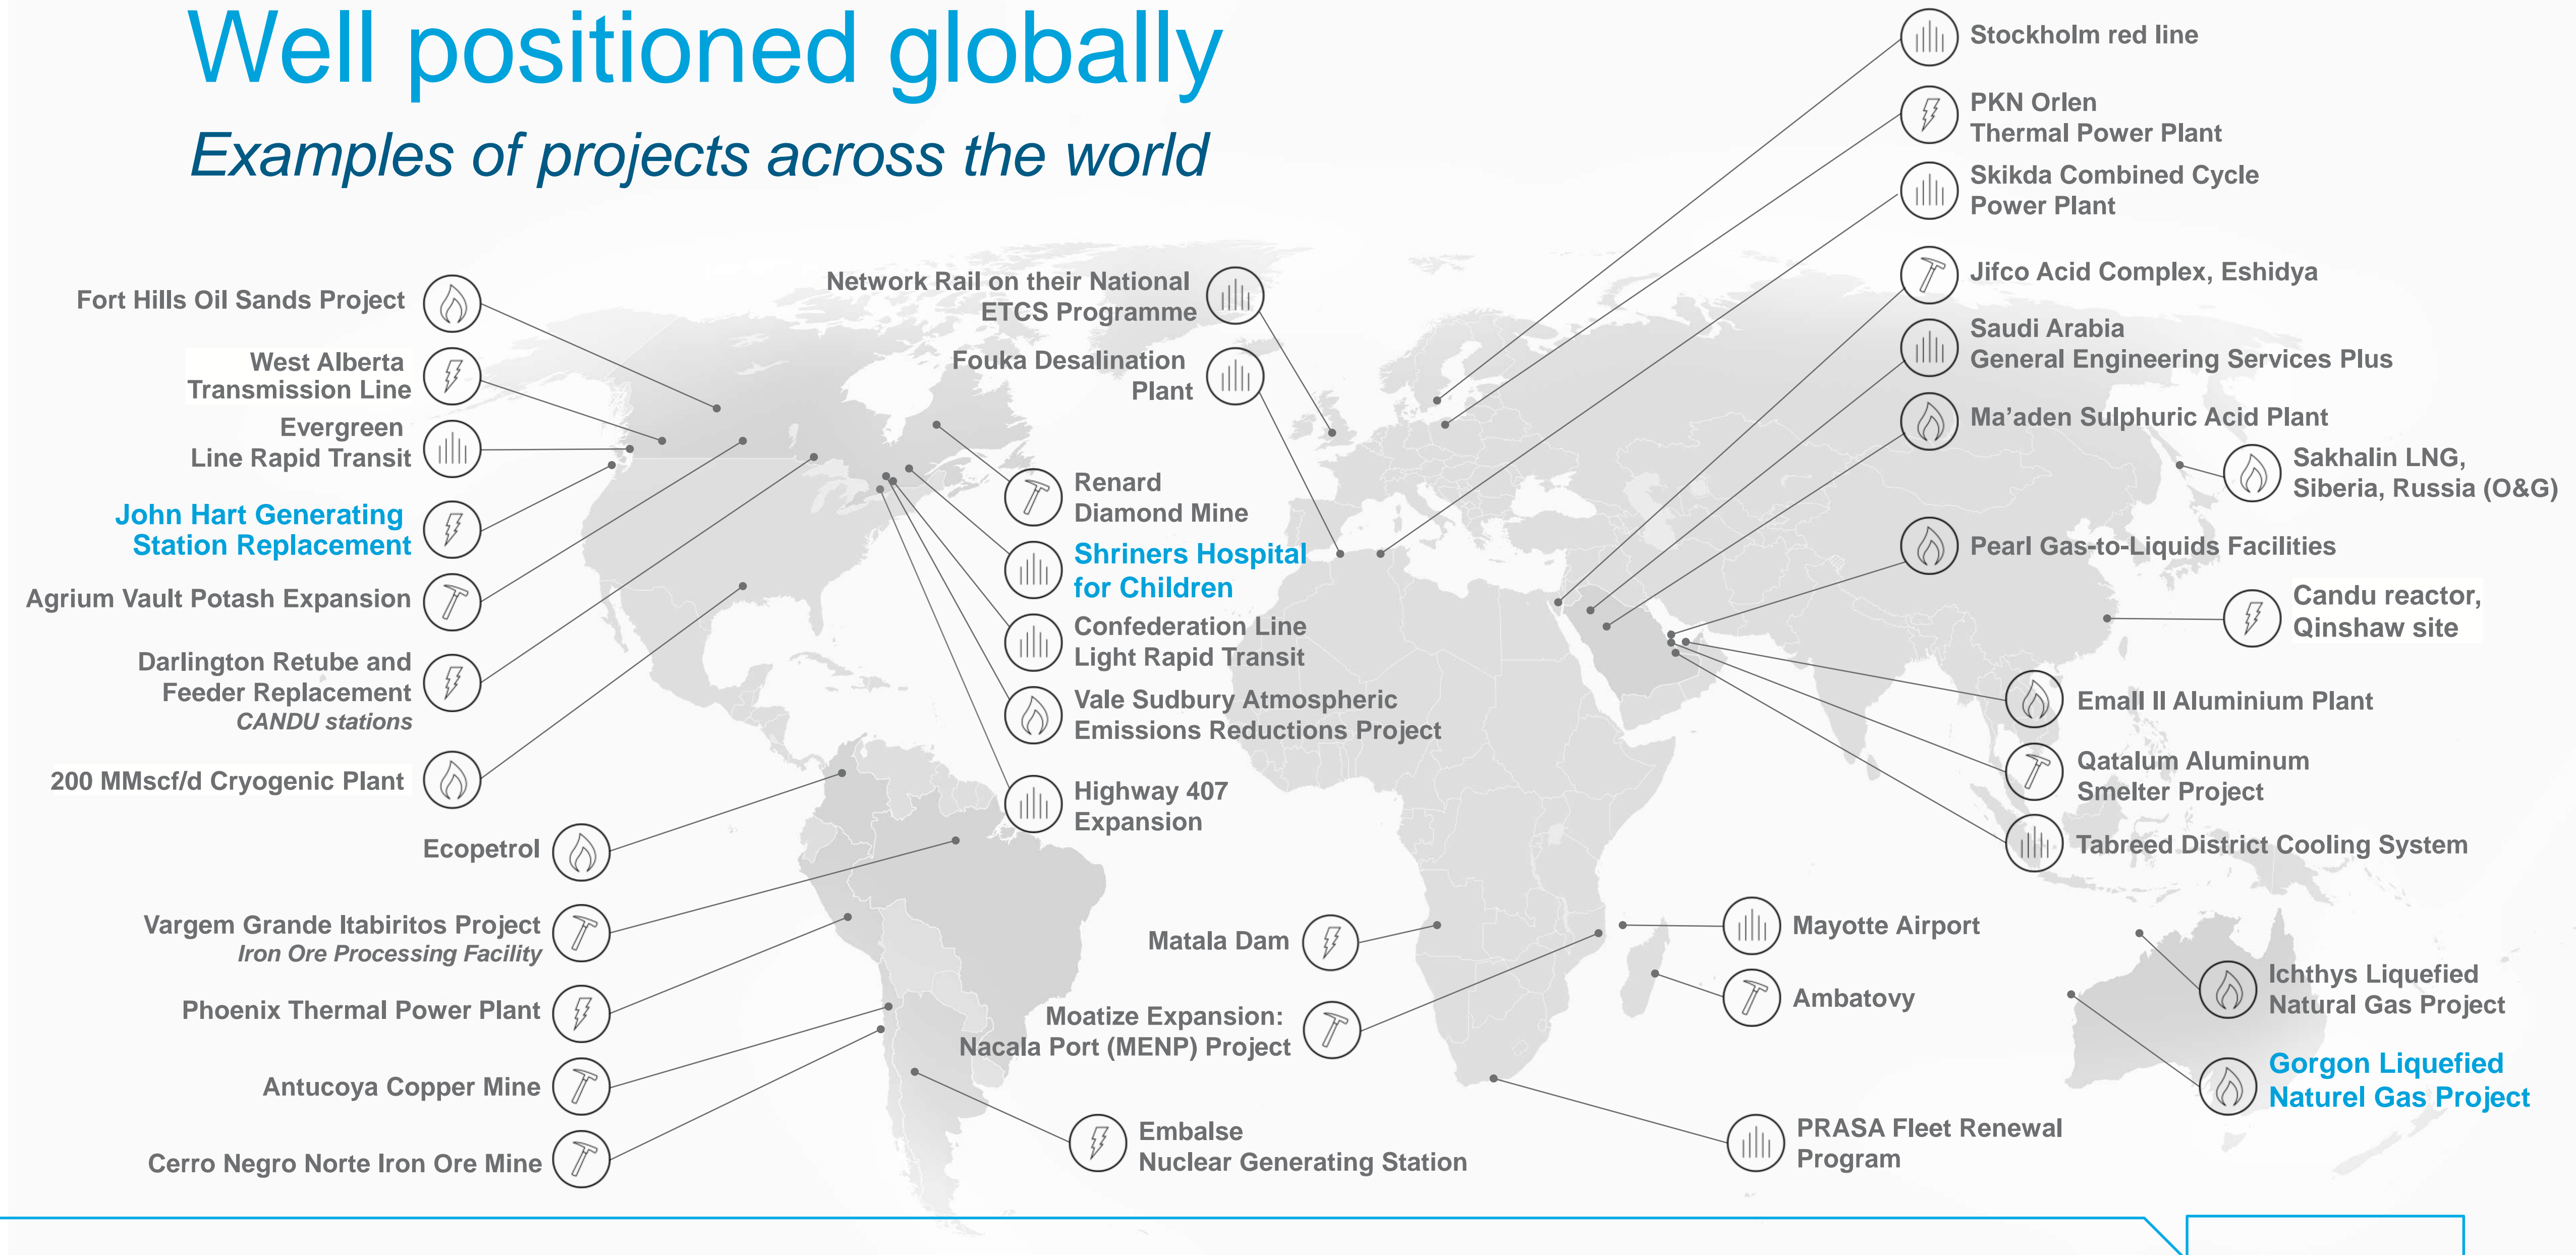 Well positioned globally
Examples of projects across the world
Fort Hills Oil Sands Project
West Alberta
Transmission Line
Evergreen
Line Rapid Transit
John Hart Generating
Station Replacement
Agrium Vault Potash Expansion
Darlington Retube and
Feeder Replacement
CANDU stations
200 MMscf/d Cryogenic Plant
Ecopetrol
Vargem Grande Itabiritos Project
Iron Ore Processing Facility
Phoenix Thermal Power Plant
Antucoya Copper Mine
Cerro Negro Norte Iron Ore Mine
Network Rail on their National
ETCS Programme
Fouka Desalination
Plant
Renard
Diamond Mine
Shriners Hospital
for Children
Confederation Line
Light Rapid Transit
Vale Sudbury Atmospheric
Emissions Reductions Project
Highway 407
Expansion
Matala Dam
Moatize Expansion:
Nacala Port (MENP) Project
Embalse
Nuclear Generating Station
Stockholm red line
PKN Orlen
Thermal Power Plant
Skikda Combined Cycle
Power Plant
Jifco Acid Complex, Eshidya
Saudi Arabia
General Engineering Services Plus
Ma’aden Sulphuric Acid Plant
Sakhalin LNG,
Siberia, Russia (O&G)
Pearl Gas-to-Liquids Facilities
Candu reactor,
Qinshaw site
Emall II Aluminium Plant
Qatalum Aluminum
Smelter Project
Tabreed District Cooling System
Mayotte Airport
Ambatovy
Ichthys Liquefied
Natural Gas Project
Gorgon Liquefied
Naturel Gas Project
PRASA Fleet Renewal
Program